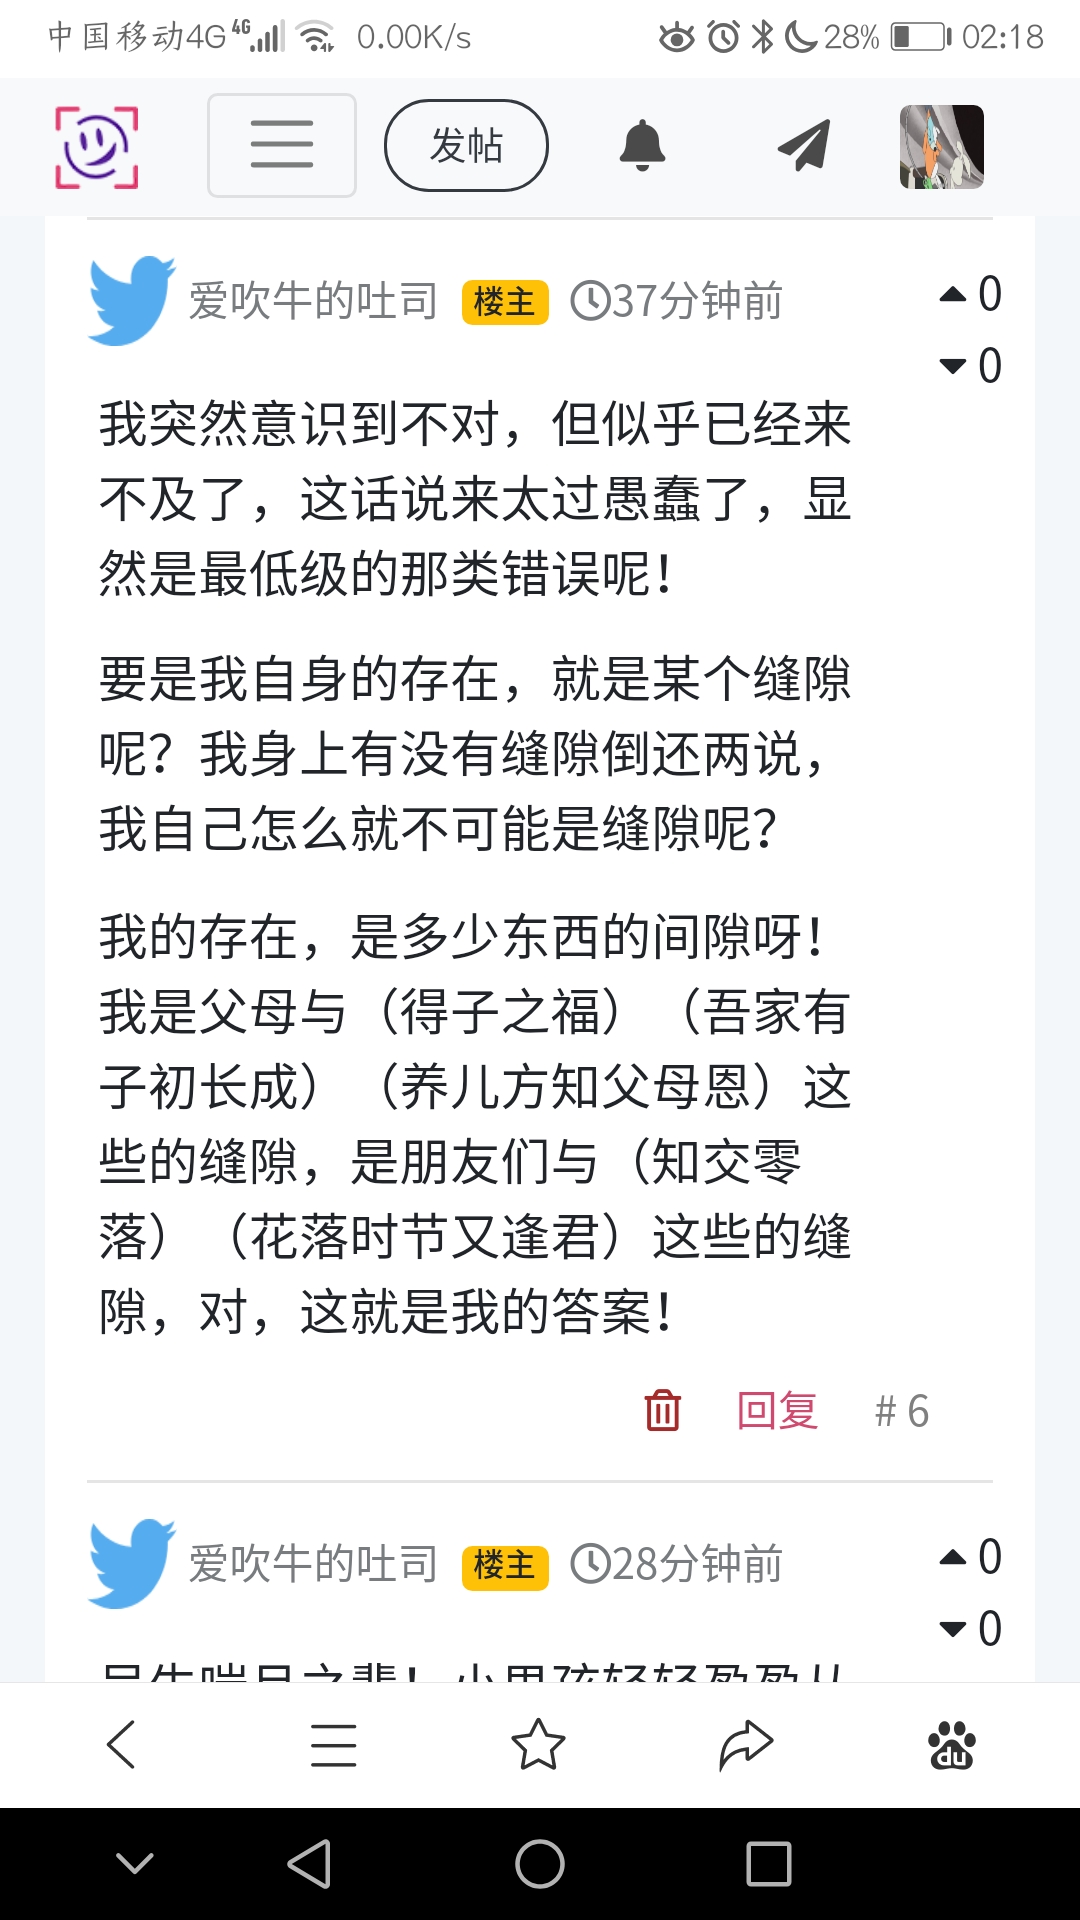 中国移动4G 4G 0.00K/s 28% 02:18
发帖
爱吹牛的吐司 楼主 37分钟前
0
0
我突然意识到不对，但似乎已经来
不及了，这话说来太过愚蠢了，显
然是最低级的那类错误呢！
要是我自身的存在，就是某个缝隙
呢？我身上有没有缝隙倒还两说，
我自己怎么就不可能是缝隙呢？
我的存在，是多少东西的间隙呀！
我是父母与（得子之福）（吾家有
子初长成）（养儿方知父母恩）这
些的缝隙，是朋友们与（知交零
落）（花落时节又逢君）这些的缝
隙，对，这就是我的答案！
回复 # 6
爱吹牛的吐司 楼主 28分钟前
0
0
du